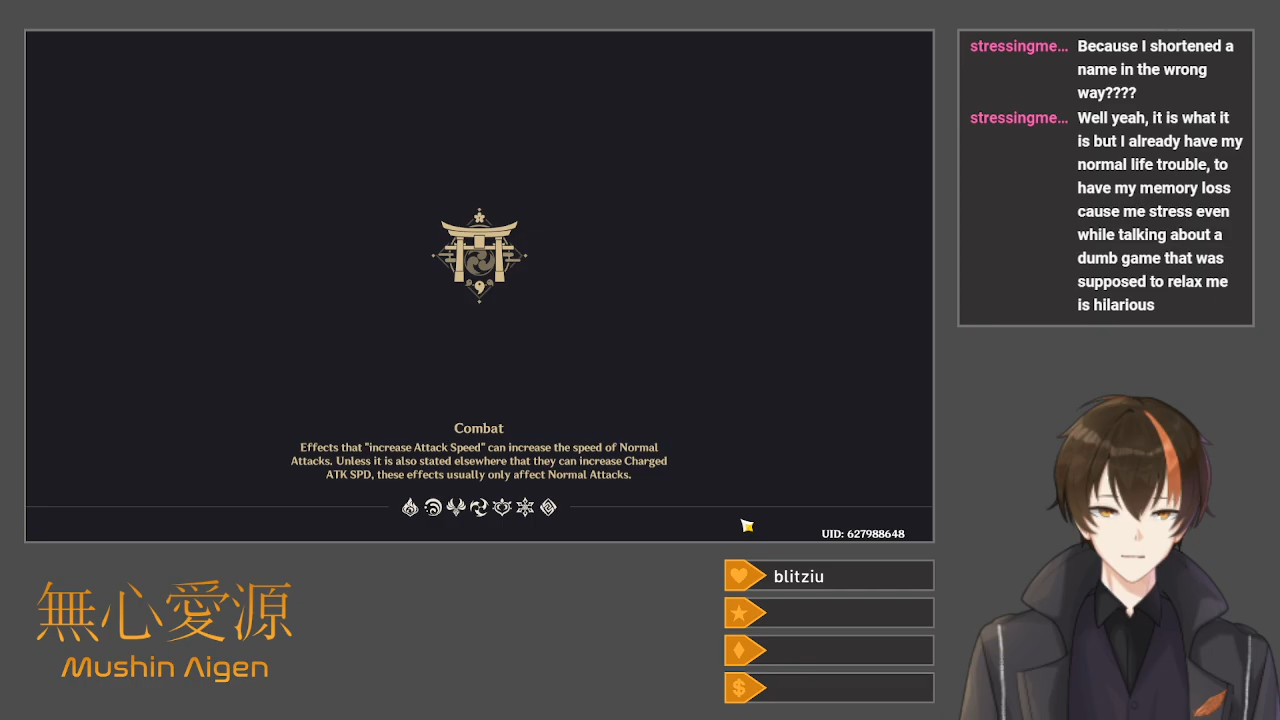 stressingme… Because I shortened a
name in the wrong
way????
stressingme… Well yeah, it is what it
is but I already have my
normal life trouble, to
have my memory loss
cause me stress even
while talking about a
dumb game that was
supposed to relax me
is hilarious
Combat
Effects that "increase Attack Speed" can increase the speed of Normal
Attacks. Unless it is also stated elsewhere that they can increase Charged
ATK SPD, these effects usually only affect Normal Attacks.
UID: 627988648
blitziu
$
無心愛源
Mushin Aigen